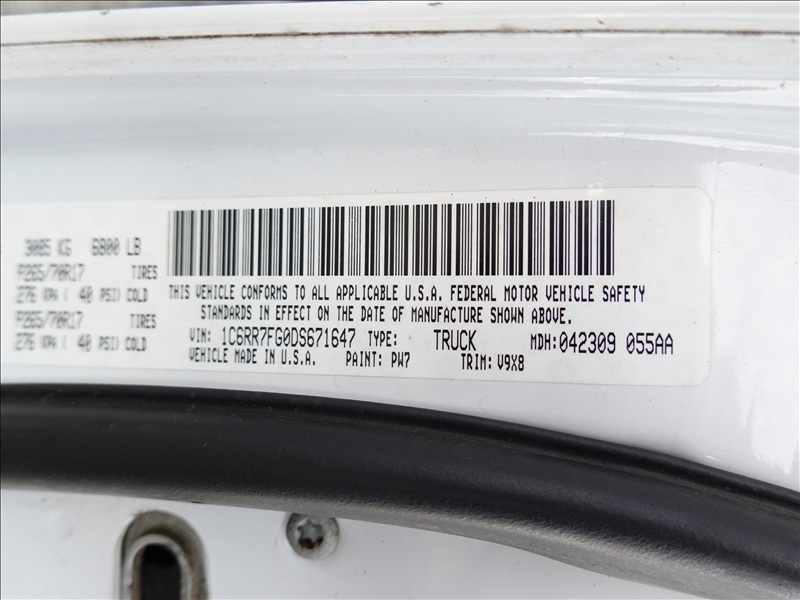 3085 KG 6800 LB
P265/70R17 TIRES
276 KPA ( 40 PSI) COLD
P265/70R17 TIRES
276 KPA ( 40 PSI) COLD
THIS VEHICLE CONFORMS TO ALL APPLICABLE U.S.A. FEDERAL MOTOR VEHICLE SAFETY
STANDARDS IN EFFECT ON THE DATE OF MANUFACTURE SHOWN ABOVE.
VIN: 1C6RR7FG0DS671647 TYPE: TRUCK MDH:042309 055AA
VEHICLE MADE IN U.S.A. PAINT: PW7 TRIM: V9X8